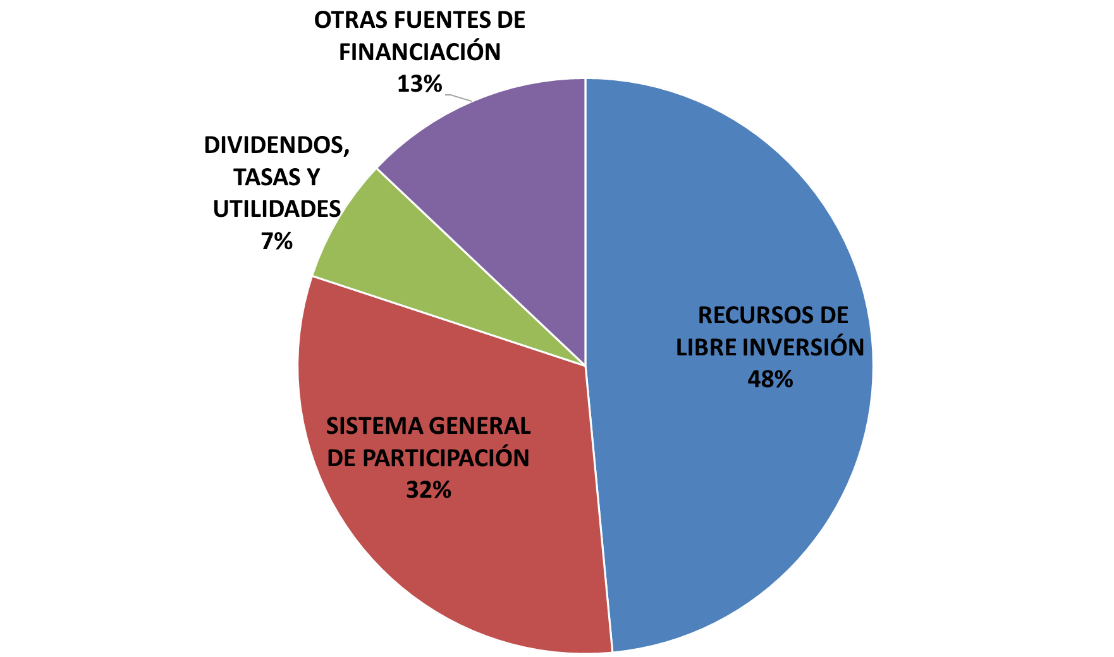 OTRAS FUENTES DE
FINANCIACIÓN
13%
DIVIDENDOS,
TASAS Y
UTILIDADES
7%
RECURSOS DE
LIBRE INVERSIÓN
48%
SISTEMA GENERAL
DE PARTICIPACIÓN
32%